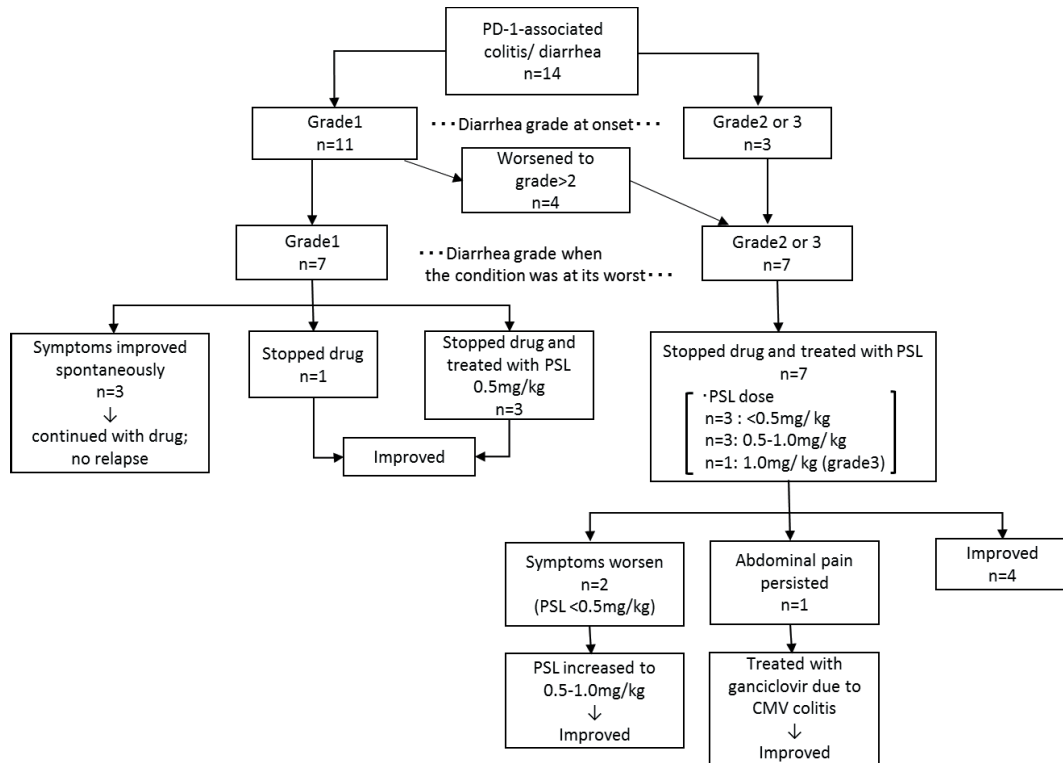 PD-1-associated
colitis/ diarrhea
n=14
Grade1
n=11
･･･Diarrhea grade at onset･･･
Grade2 or 3
n=3
Worsened to
grade>2
n=4
Grade1
n=7
･･･Diarrhea grade when
the condition was at its worst･･･
Grade2 or 3
n=7
Symptoms improved
spontaneously
n=3
↓
continued with drug;
no relapse
Stopped drug
n=1
Stopped drug and
treated with PSL
0.5mg/kg
n=3
Improved
Stopped drug and treated with PSL
n=7
･PSL dose
n=3 : <0.5mg/ kg
n=3: 0.5-1.0mg/ kg
n=1: 1.0mg/ kg (grade3)
Symptoms worsen
n=2
(PSL <0.5mg/kg)
Abdominal pain
persisted
n=1
Improved
n=4
PSL increased to
0.5-1.0mg/kg
↓
Improved
Treated with
ganciclovir due to
CMV colitis
↓
Improved